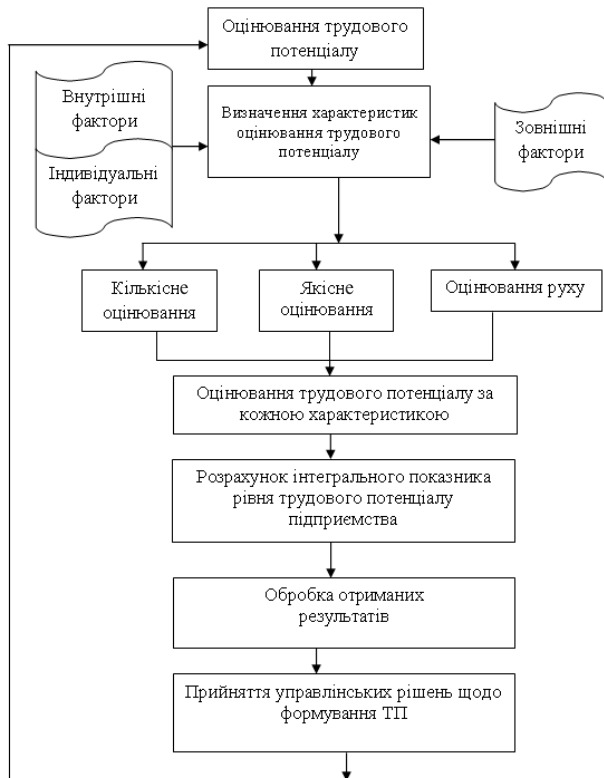 Оцінювання трудового
потенціалу
Внутрішні
фактори
Індивідуальні
фактори
Визначення характеристик
оцінювання трудового
потенціалу
Зовнішні
фактори
Кількісне
оцінювання
Якісне
оцінювання
Оцінювання руху
Оцінювання трудового потенціалу за
кожною характеристикою
Розрахунок інтегрального показника
рівня трудового потенціалу
підприємства
Обробка отриманих
результатів
Прийняття управлінських рішень щодо
формування ТП